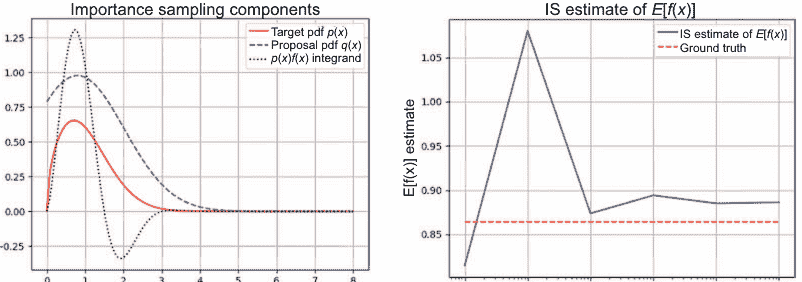 Importance sampling components
Target pdf p(x)
Proposal pdf q(x)
p(x)f(x) integrand
1.25
1.00
0.75
0.50
0.25
0.00
-0.25
0 1 2 3 4 5 6 7 8
IS estimate of E[f(x)]
IS estimate of E[f(x)]
Ground truth
E[f(x)] estimate
1.05
1.00
0.95
0.90
0.85